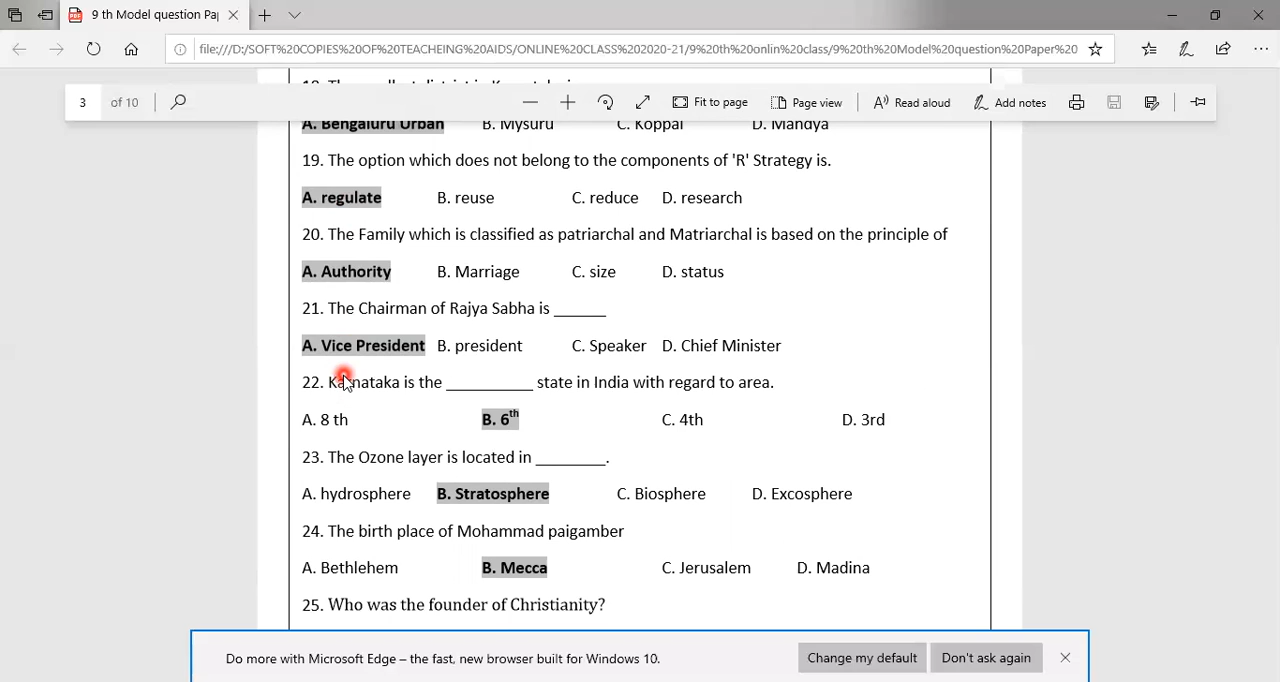 9 th Model question Pa
file:///D:/SOFT%20COPIES%20OF%20TEACHEING%20AIDS/ONLINE%20CLASS%202020-21/9%20th%20onlin%20class/9%20th%20Model%20question%20Paper%20
3 of 10 Fit to page Page view Read aloud Add notes
A. Bengaluru Urban B. Mysuru C. Koppal D. Mandya
19. The option which does not belong to the components of 'R' Strategy is.
A. regulate B. reuse C. reduce D. research
20. The Family which is classified as patriarchal and Matriarchal is based on the principle of
A. Authority B. Marriage C. size D. status
21. The Chairman of Rajya Sabha is ______
A. Vice President B. president C. Speaker D. Chief Minister
22. Karnataka is the __________ state in India with regard to area.
A. 8 th B. 6th C. 4th D. 3rd
23. The Ozone layer is located in ________.
A. hydrosphere B. Stratosphere C. Biosphere D. Excosphere
24. The birth place of Mohammad paigamber
A. Bethlehem B. Mecca C. Jerusalem D. Madina
25. Who was the founder of Christianity?
Do more with Microsoft Edge – the fast, new browser built for Windows 10. Change my default Don't ask again